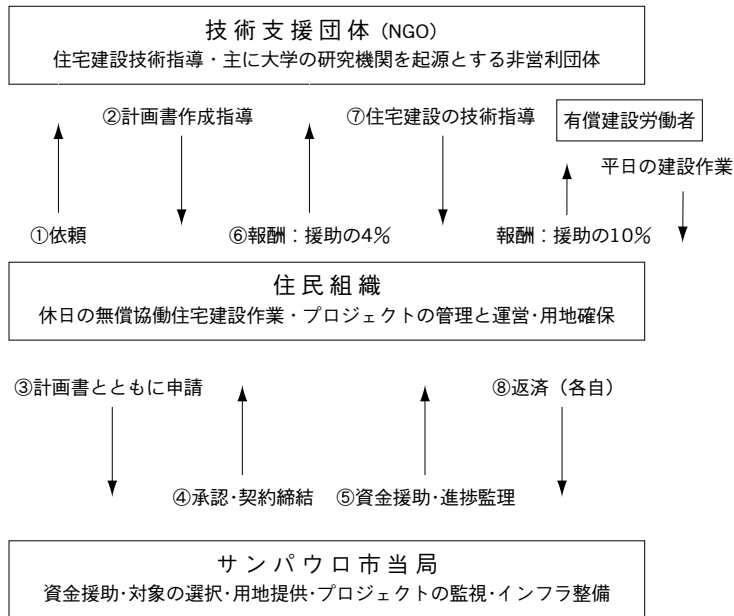 技術支援団体（NGO）
住宅建設技術指導・主に大学の研究機関を起源とする非営利団体
②計画書作成指導
⑦住宅建設の技術指導
有償建設労働者
平日の建設作業
①依頼
⑥報酬：援助の4％
報酬：援助の10％
住民組織
休日の無償協働住宅建設作業・プロジェクトの管理と運営・用地確保
③計画書とともに申請
⑧返済（各自）
④承認・契約締結
⑤資金援助・進捗監理
サンパウロ市当局
資金援助・対象の選択・用地提供・プロジェクトの監視・インフラ整備